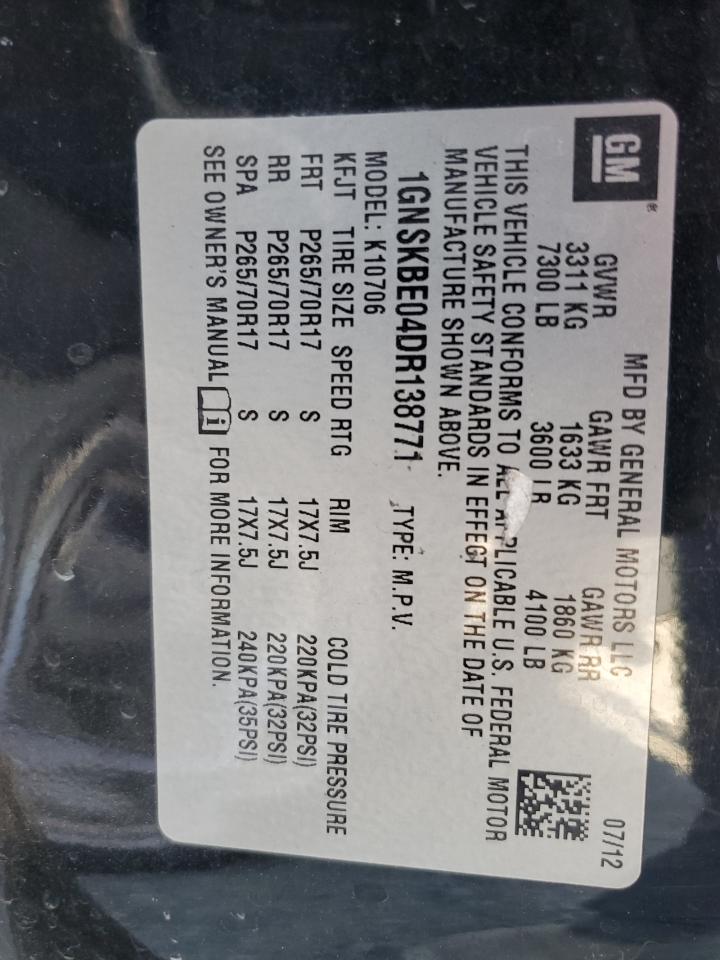 GM®
MFD BY GENERAL MOTORS LLC 07/12
GVWR GAWR FRT GAWR RR
3311 KG 1633 KG 1860 KG
7300 LB 3600 LB 4100 LB
THIS VEHICLE CONFORMS TO ALL APPLICABLE U.S. FEDERAL MOTOR
VEHICLE SAFETY STANDARDS IN EFFECT ON THE DATE OF
MANUFACTURE SHOWN ABOVE.
1GNSKBE04DR138771 TYPE: M.P.V.
MODEL: K10706
KFJT TIRE SIZE SPEED RTG RIM COLD TIRE PRESSURE
FRT P265/70R17 S 17X7.5J 220KPA(32PSI)
RR P265/70R17 S 17X7.5J 220KPA(32PSI)
SPA P265/70R17 S 17X7.5J 240KPA(35PSI)
SEE OWNER'S MANUAL FOR MORE INFORMATION.